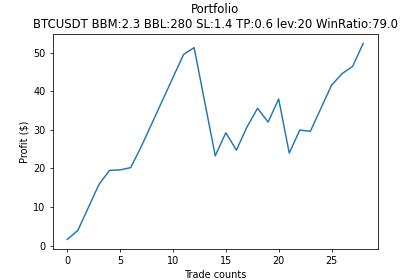 Portfolio
BTCUSDT BBM:2.3 BBL:280 SL:1.4 TP:0.6 lev:20 WinRatio:79.0
50
40
30
20
10
0
Profit ($)
0 5 10 15 20 25
Trade counts